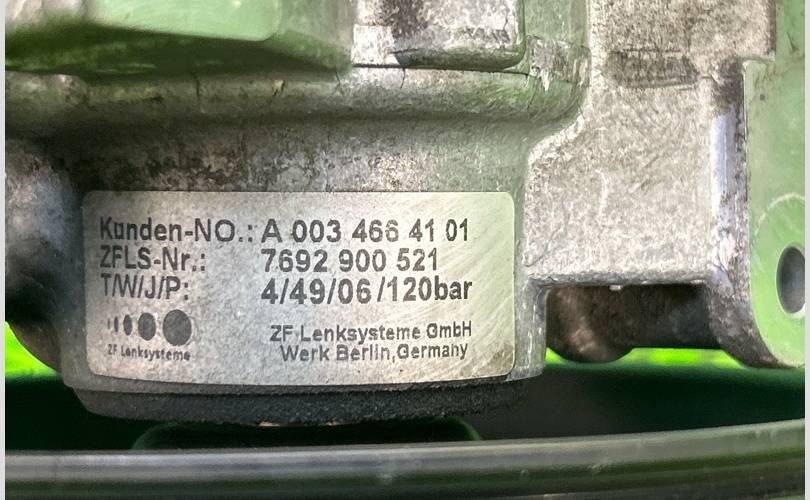 Kunden-NO.: A 003 466 41 01
ZFLS-Nr.: 7692 900 521
T/W/J/P: 4/49/06/120bar
ZF Lenksysteme
ZF Lenksysteme GmbH
Werk Berlin,Germany